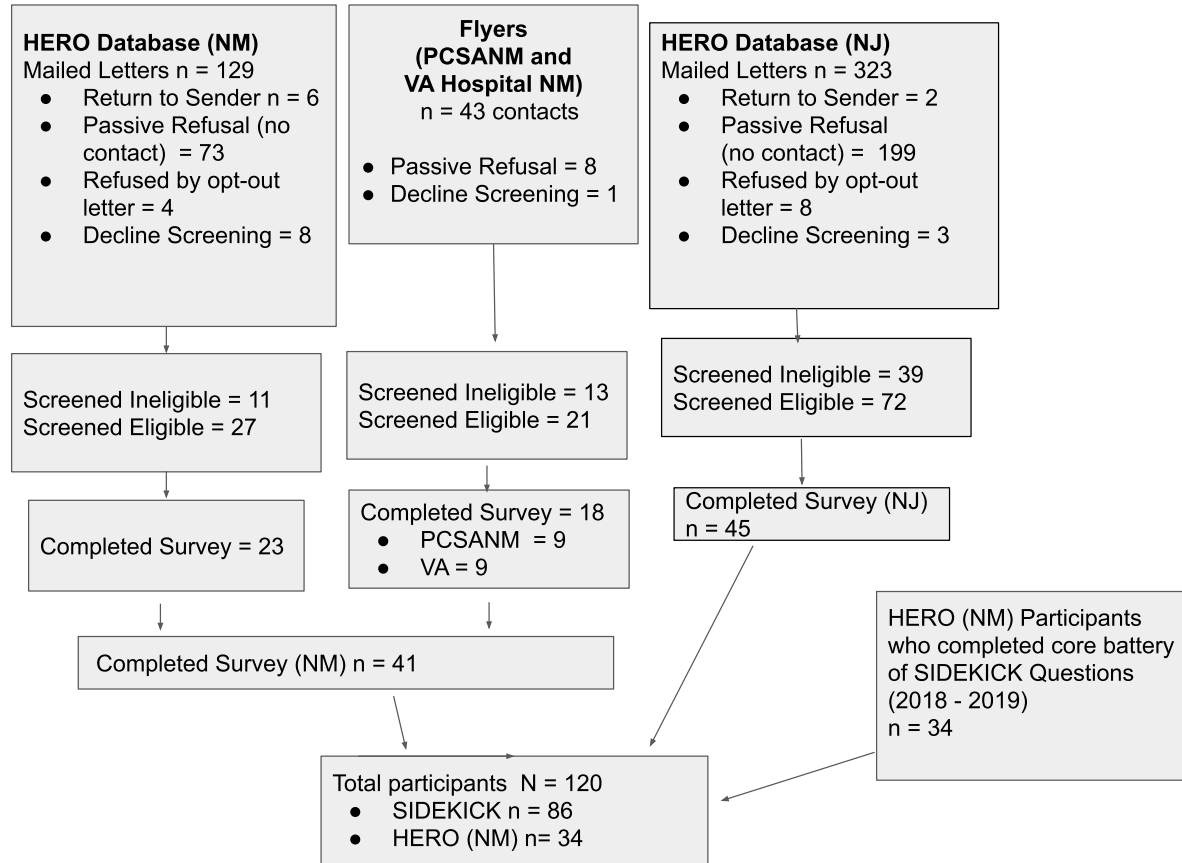 HERO Database (NM)
Mailed Letters n = 129
● Return to Sender n = 6
● Passive Refusal (no
contact) = 73
● Refused by opt-out
letter = 4
● Decline Screening = 8
Flyers
(PCSANM and
VA Hospital NM)
n = 43 contacts
● Passive Refusal = 8
● Decline Screening = 1
HERO Database (NJ)
Mailed Letters n = 323
● Return to Sender = 2
● Passive Refusal
(no contact) = 199
● Refused by opt-out
letter = 8
● Decline Screening = 3
Screened Ineligible = 11
Screened Eligible = 27
Screened Ineligible = 13
Screened Eligible = 21
Screened Ineligible = 39
Screened Eligible = 72
Completed Survey = 23
Completed Survey = 18
● PCSANM = 9
● VA = 9
Completed Survey (NJ)
n = 45
Completed Survey (NM) n = 41
HERO (NM) Participants
who completed core battery
of SIDEKICK Questions
(2018 - 2019)
n = 34
Total participants N = 120
● SIDEKICK n = 86
● HERO (NM) n= 34